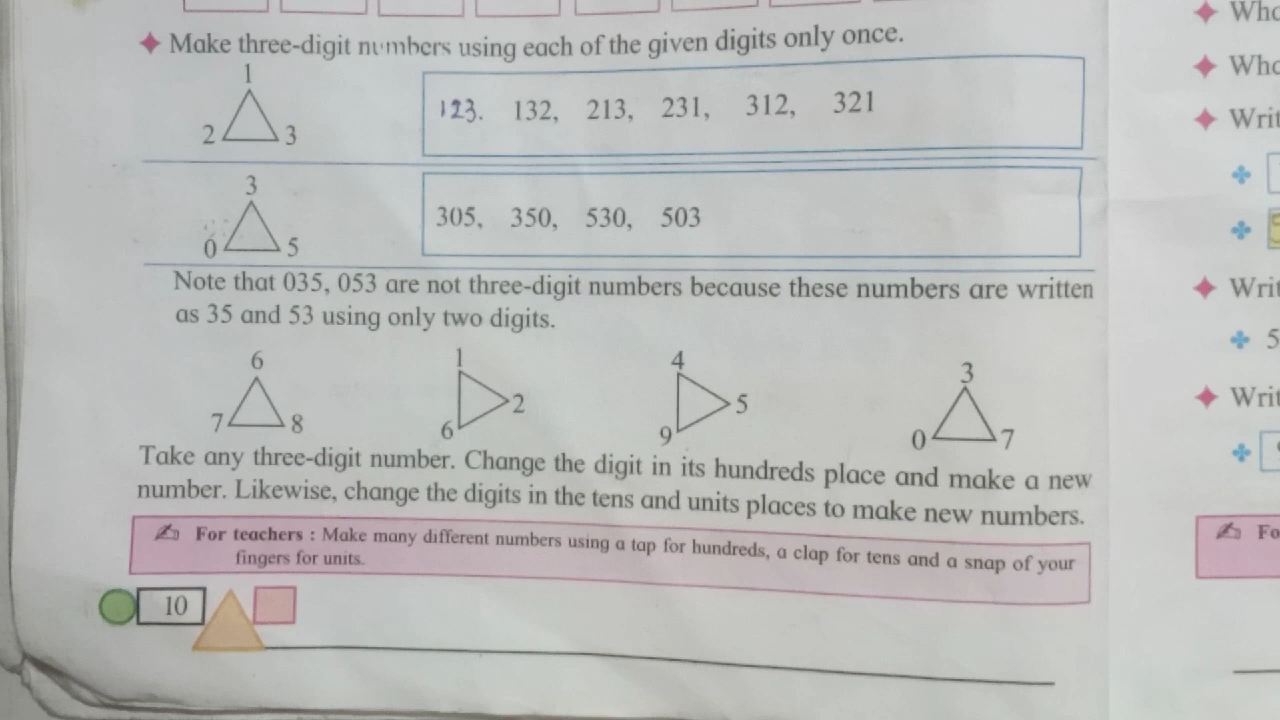 Make three-digit numbers using each of the given digits only once.
1
2 3
123. 132, 213, 231, 312, 321
3
0 5
305, 350, 530, 503
Note that 035, 053 are not three-digit numbers because these numbers are written
as 35 and 53 using only two digits.
6
7 8
1
2
6
4
5
9
3
0 7
Take any three-digit number. Change the digit in its hundreds place and make a new
number. Likewise, change the digits in the tens and units places to make new numbers.
For teachers : Make many different numbers using a tap for hundreds, a clap for tens and a snap of your
fingers for units.
10
Writ
Writ
5
Writ
Fo